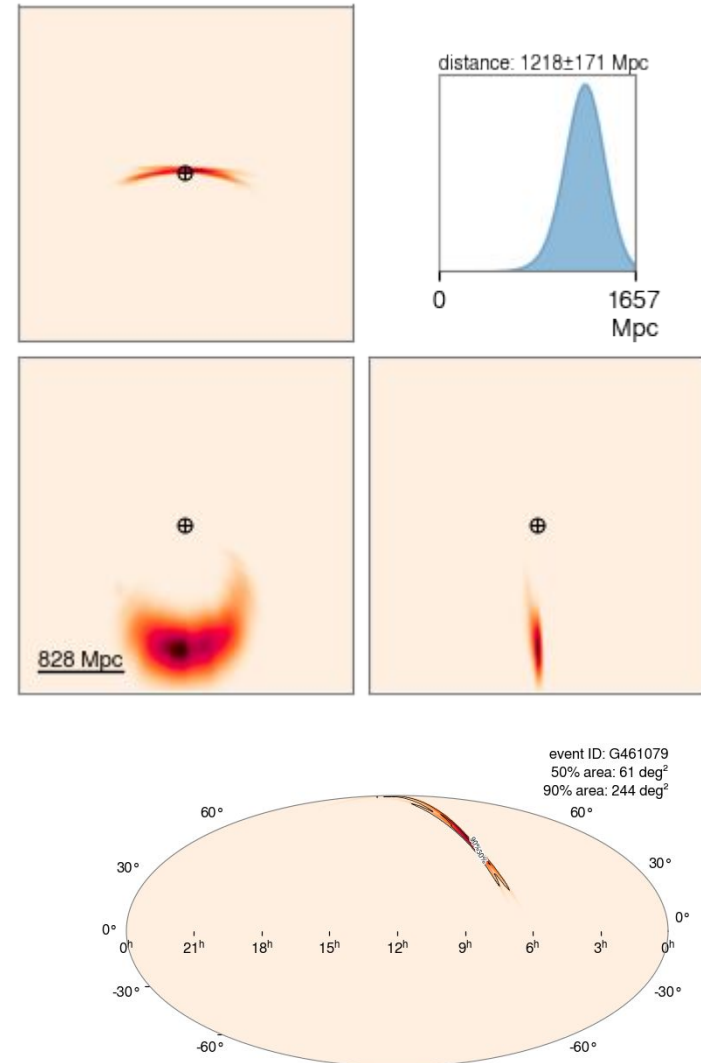 distance: 1218±171 Mpc
0
1657
Mpc
828 Mpc
event ID: G461079
50% area: 61 deg²
90% area: 244 deg²
60°
60°
30°
30°
0°
0°
0ʰ
21ʰ
18ʰ
15ʰ
12ʰ
9ʰ
6ʰ
3ʰ
0ʰ
-30°
-30°
-60°
-60°
90%
50%